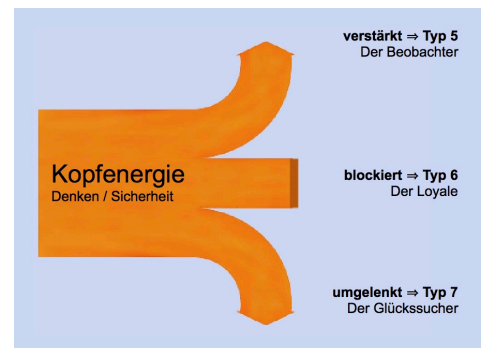 verstärkt ⇒ Typ 5
Der Beobachter
Kopfenergie
Denken / Sicherheit
blockiert ⇒ Typ 6
Der Loyale
umgelenkt ⇒ Typ 7
Der Glückssucher